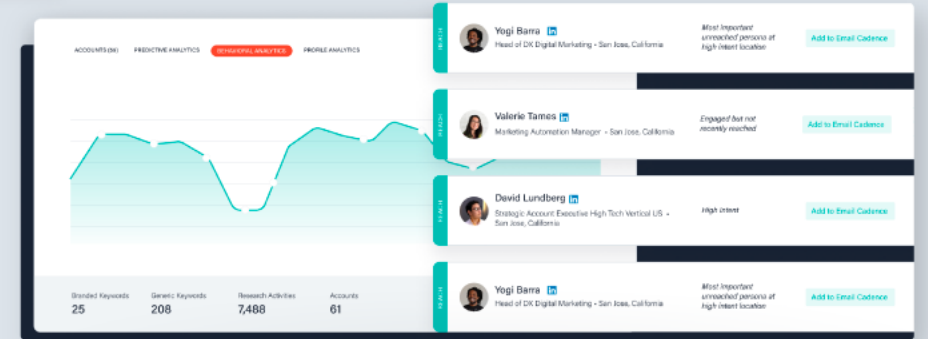 ACCOUNTS (56) PREDICTIVE ANALYTICS BEHAVIORAL ANALYTICS PROFILE ANALYTICS
Branded Keywords Generic Keywords Research Activities Accounts
25 208 7,488 61
REACH
Yogi Barra in
Head of DX Digital Marketing • San Jose, California
Most important
unreached persona at
high intent location
Add to Email Cadence
REACH
Valerie Tames in
Marketing Automation Manager • San Jose, California
Engaged but not
recently reached
Add to Email Cadence
REACH
David Lundberg in
Strategic Account Executive High Tech Vertical US •
San Jose, California
High Intent
Add to Email Cadence
REACH
Yogi Barra in
Head of DX Digital Marketing • San Jose, California
Most important
unreached persona at
high intent location
Add to Email Cadence